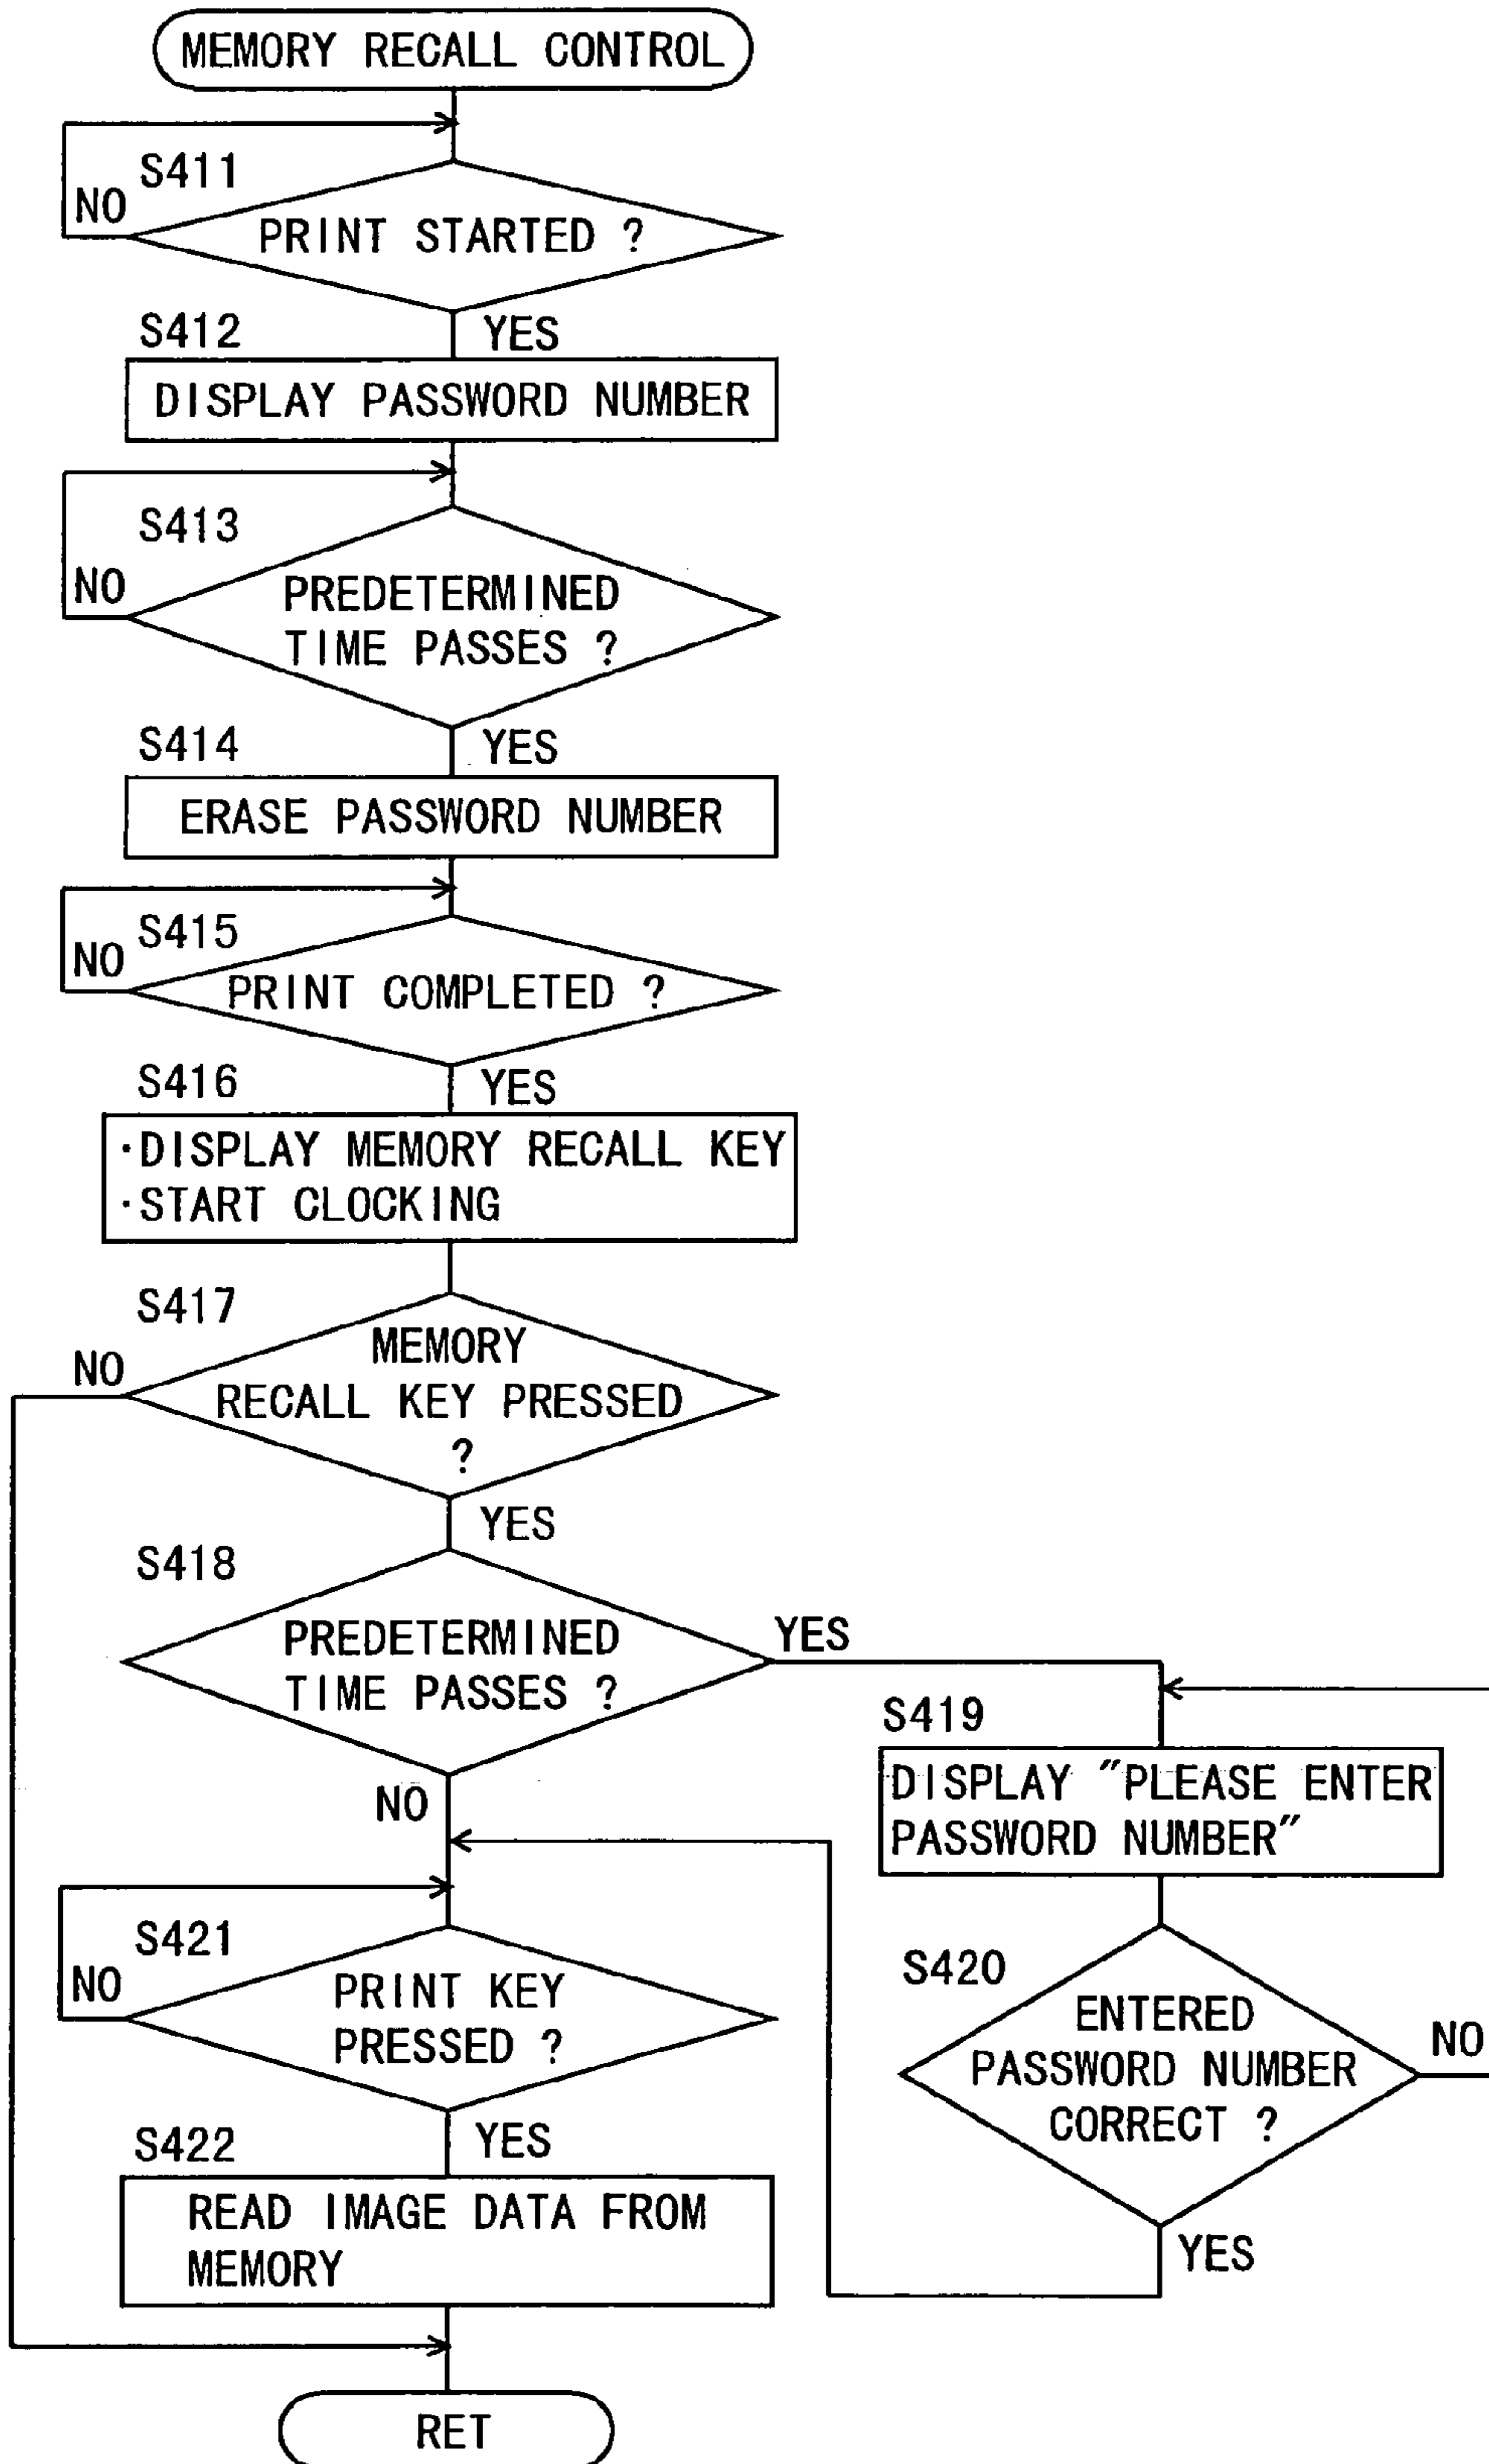 MEMORY RECALL CONTROL
S411
NO
PRINT STARTED ?
S412
YES
DISPLAY PASSWORD NUMBER
S413
NO
PREDETERMINED
TIME PASSES ?
S414
YES
ERASE PASSWORD NUMBER
S415
NO
PRINT COMPLETED ?
S416
YES
·DISPLAY MEMORY RECALL KEY
·START CLOCKING
S417
NO
MEMORY
RECALL KEY PRESSED
?
YES
S418
PREDETERMINED
TIME PASSES ?
YES
NO
S419
DISPLAY "PLEASE ENTER
PASSWORD NUMBER"
S420
ENTERED
PASSWORD NUMBER
CORRECT ?
NO
YES
S421
NO
PRINT KEY
PRESSED ?
S422
YES
READ IMAGE DATA FROM
MEMORY
RET